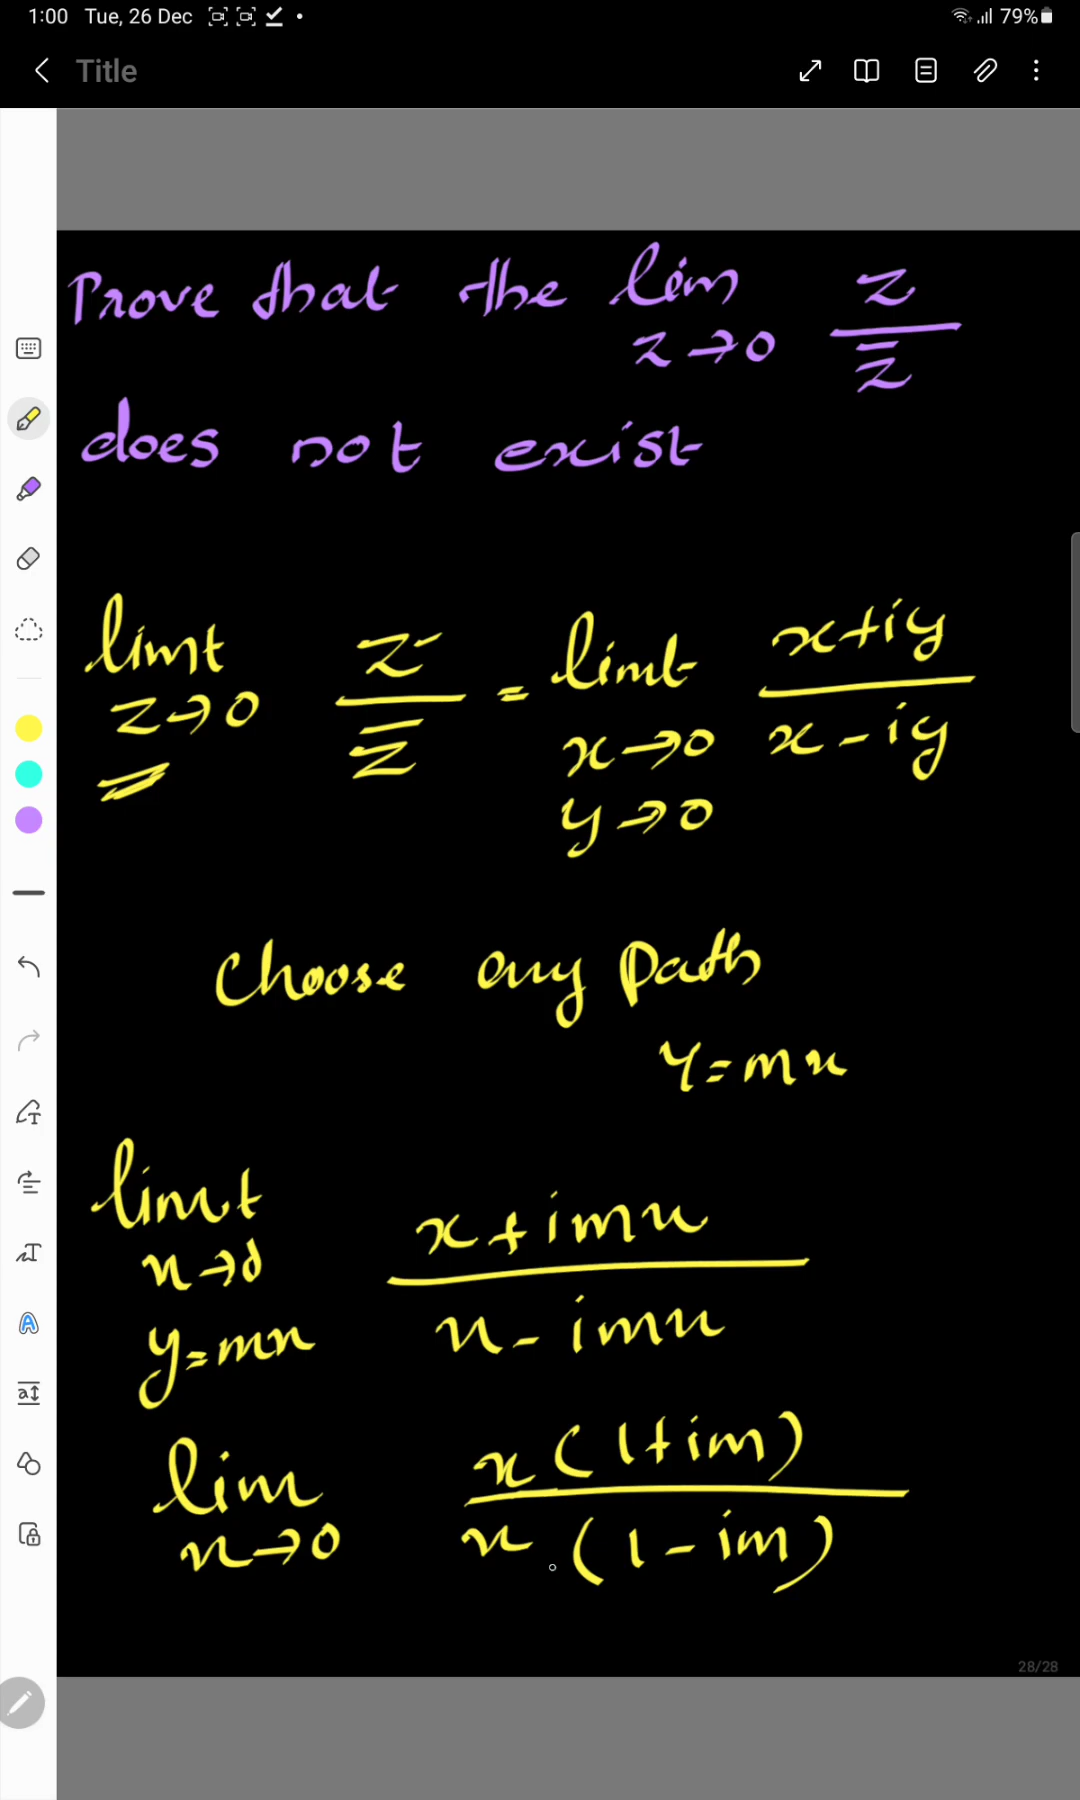 1:00 Tue, 26 Dec 79%
Title
Prove that the lim z/z̅
z→0
does not exist
limt z/z̅ = limt x+iy/x-iy
z→0 x→0
y→0
choose any path
y=mx
limt x+imx/x-imx
x→0
y=mx
lim x(1+im)/x.(1-im)
x→0
28/28